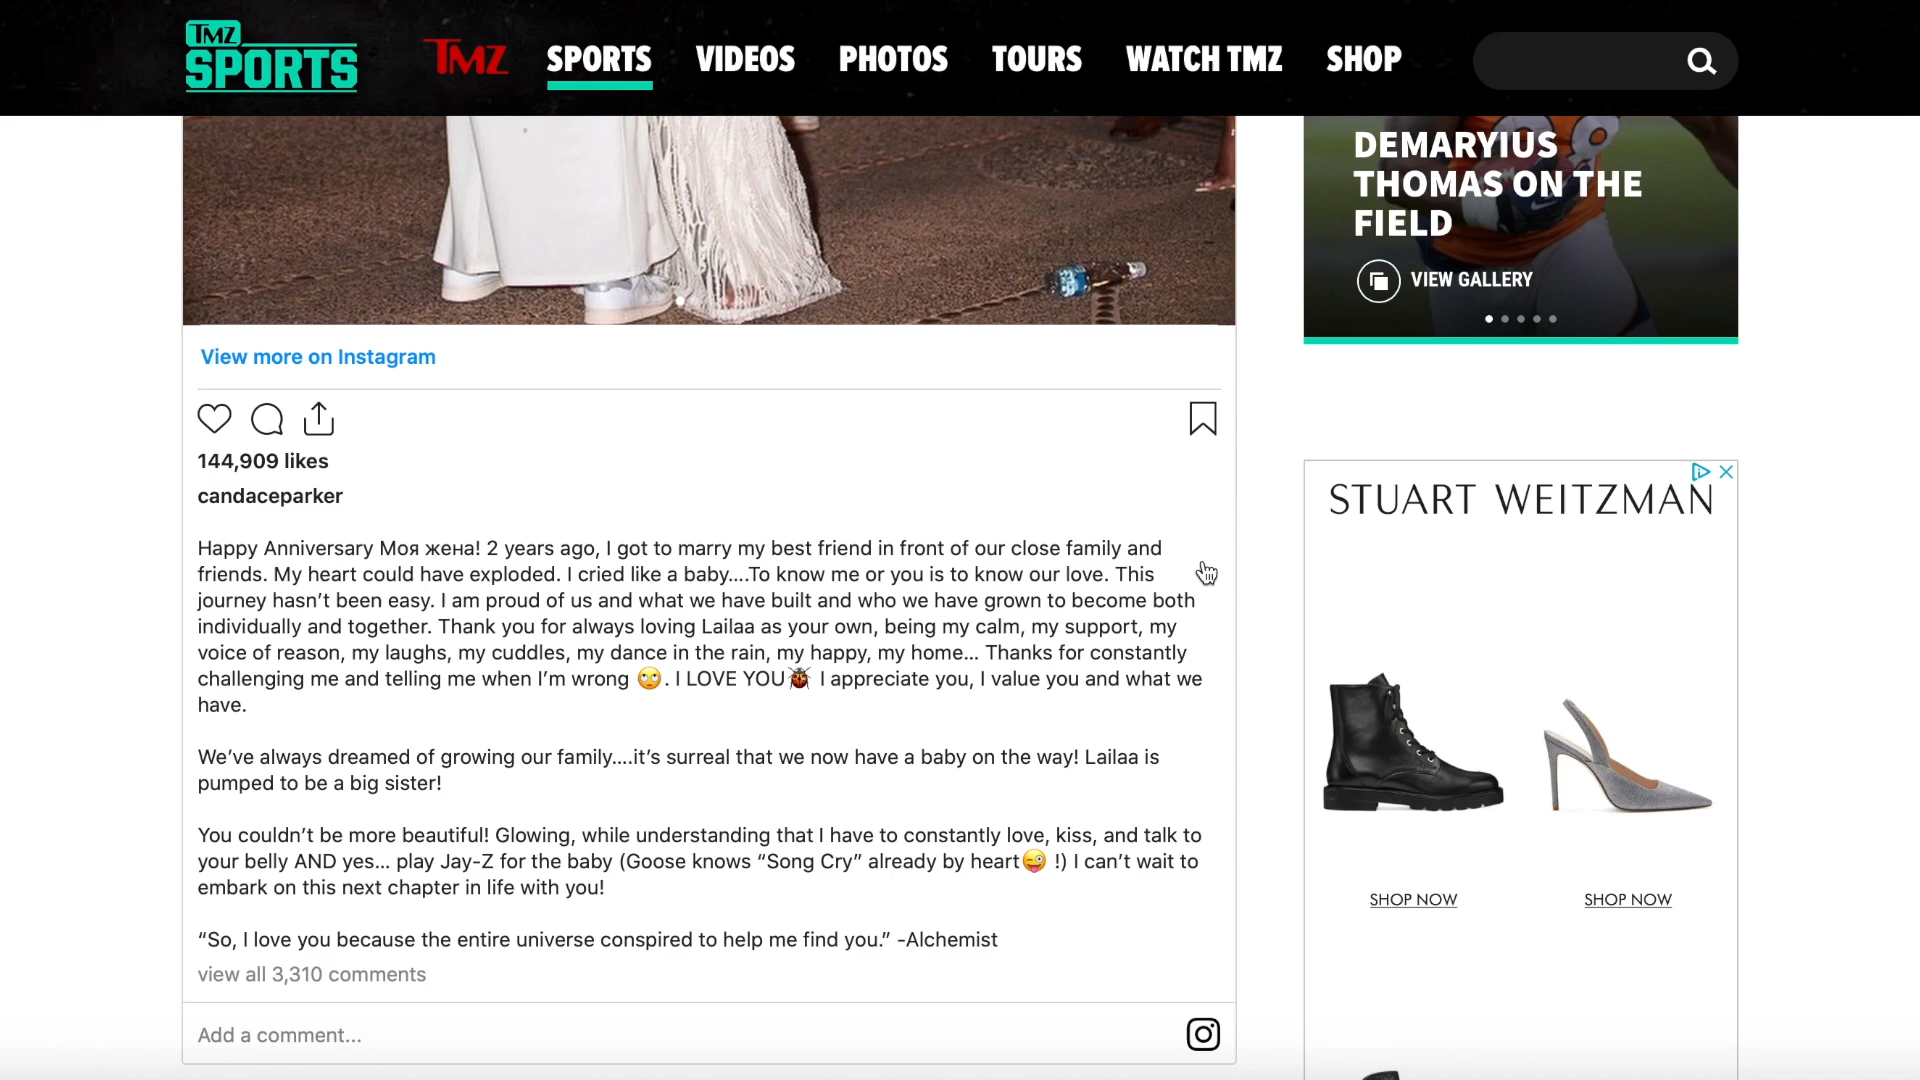 TMZ
SPORTS
TMZ
SPORTS
VIDEOS
PHOTOS
TOURS
WATCH TMZ
SHOP
DEMARYIUS
THOMAS ON THE
FIELD
VIEW GALLERY
View more on Instagram
144,909 likes
candaceparker
Happy Anniversary Моя жена! 2 years ago, I got to marry my best friend in front of our close family and
friends. My heart could have exploded. I cried like a baby....To know me or you is to know our love. This
journey hasn’t been easy. I am proud of us and what we have built and who we have grown to become both
individually and together. Thank you for always loving Lailaa as your own, being my calm, my support, my
voice of reason, my laughs, my cuddles, my dance in the rain, my happy, my home... Thanks for constantly
challenging me and telling me when I’m wrong 🙄. I LOVE YOU🐞 I appreciate you, I value you and what we
have.
We’ve always dreamed of growing our family....it’s surreal that we now have a baby on the way! Lailaa is
pumped to be a big sister!
You couldn’t be more beautiful! Glowing, while understanding that I have to constantly love, kiss, and talk to
your belly AND yes... play Jay-Z for the baby (Goose knows “Song Cry” already by heart😜 !) I can’t wait to
embark on this next chapter in life with you!
“So, I love you because the entire universe conspired to help me find you.” -Alchemist
view all 3,310 comments
Add a comment...
STUART WEITZMAN
SHOP NOW
SHOP NOW